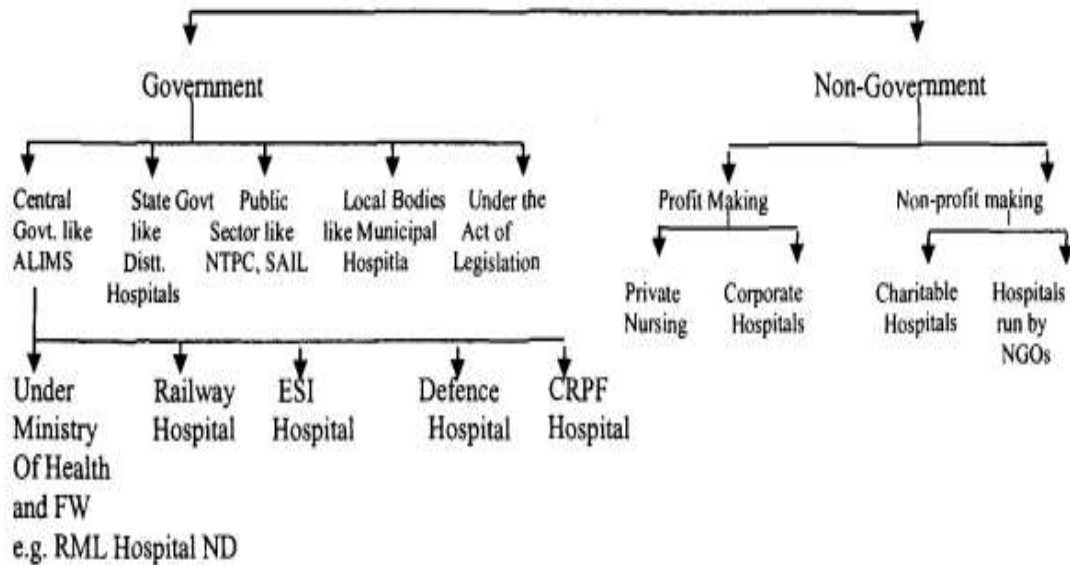 Government
Non-Government
Central
Govt. like
ALIMS
State Govt
like
Distt.
Hospitals
Public
Sector like
NTPC, SAIL
Local Bodies
like Municipal
Hospitla
Under the
Act of
Legislation
Profit Making
Non-profit making
Private
Nursing
Corporate
Hospitals
Charitable
Hospitals
Hospitals
run by
NGOs
Under
Ministry
Of Health
and FW
e.g. RML Hospital ND
Railway
Hospital
ESI
Hospital
Defence
Hospital
CRPF
Hospital